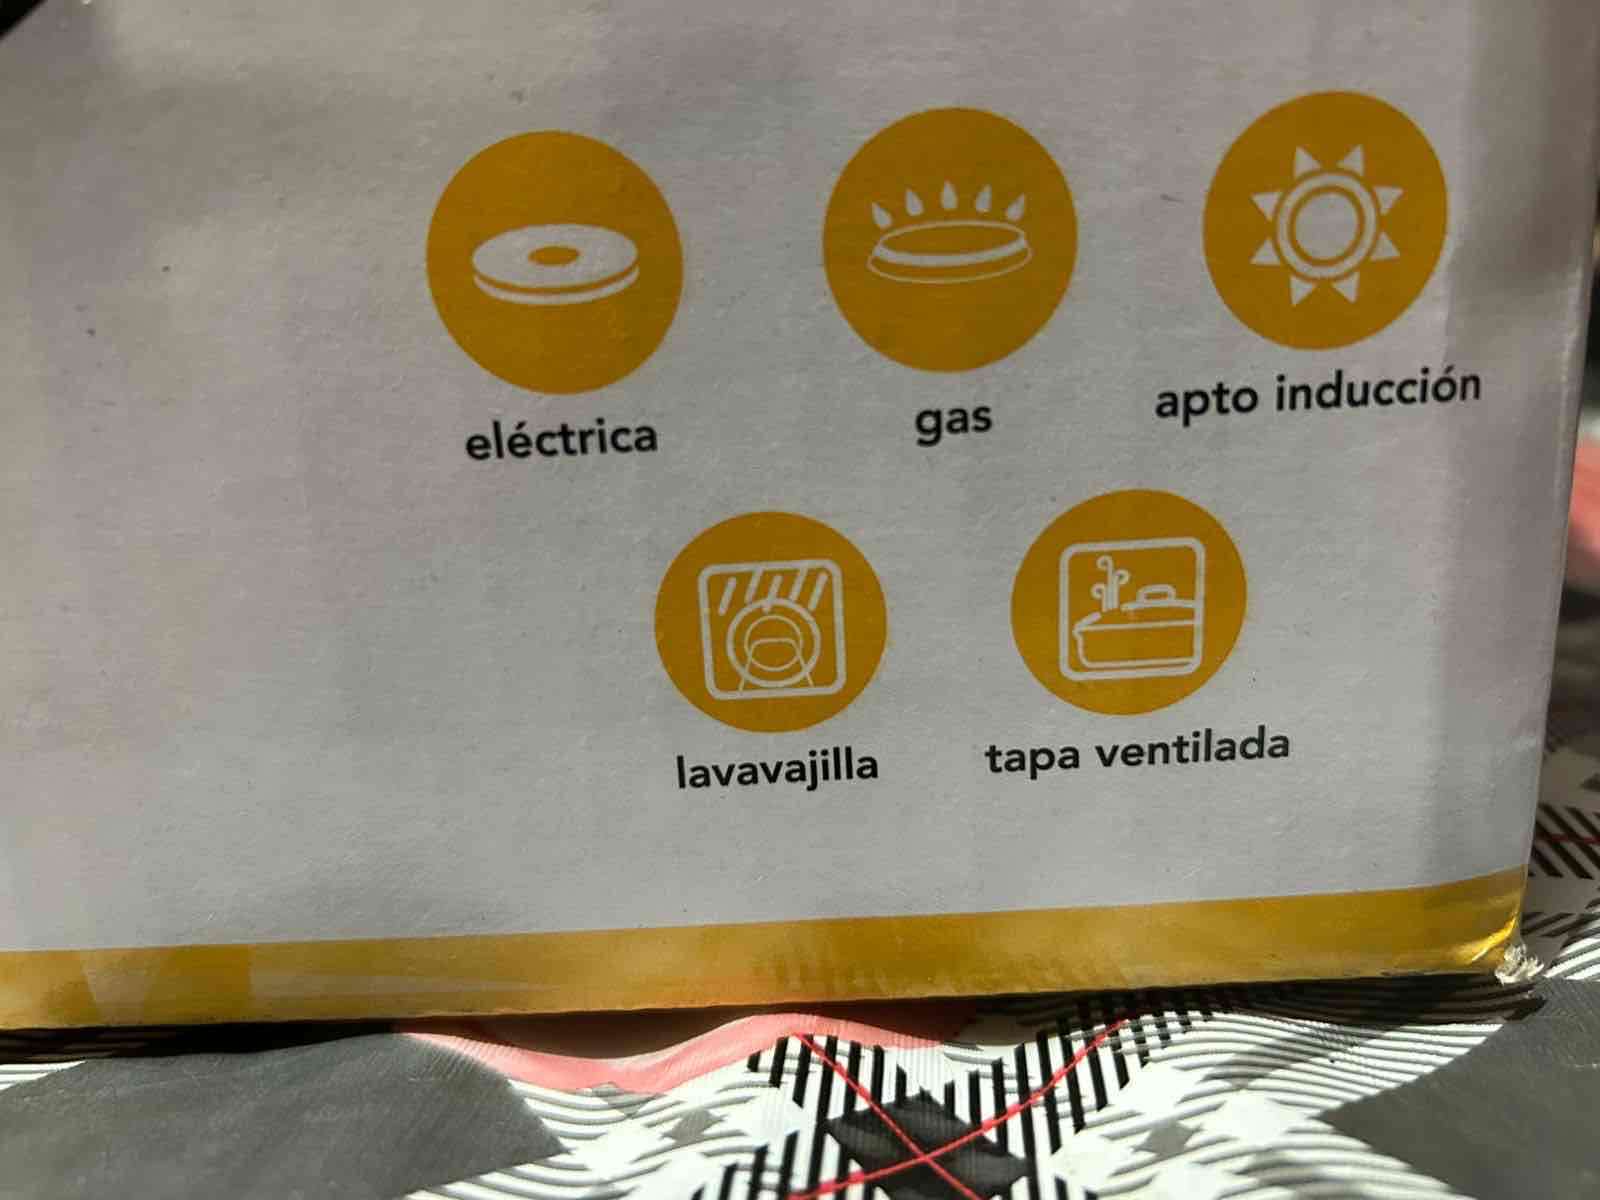 eléctrica
gas
apto inducción
lavavajilla
tapa ventilada